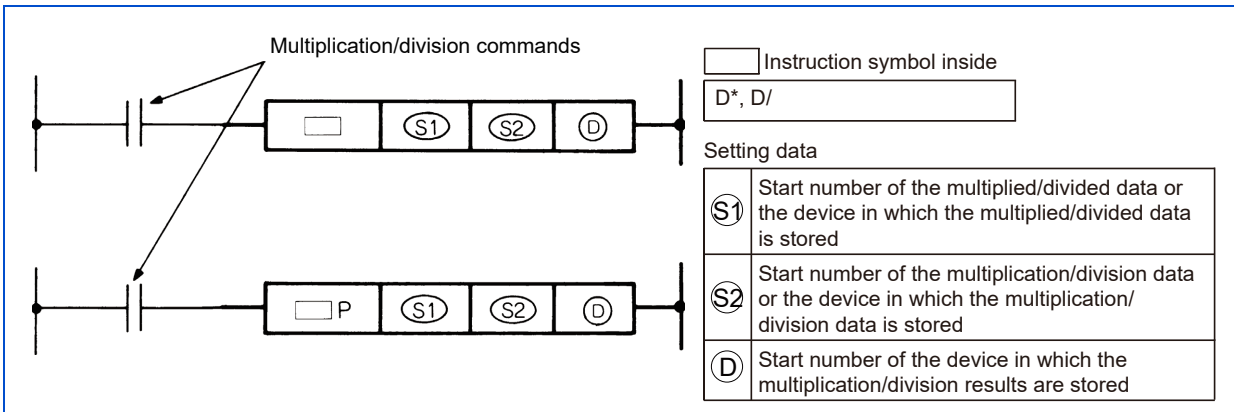 Multiplication/division commands
S1 S2 D
P S1 S2 D
Instruction symbol inside
D*, D/
Setting data
S1 Start number of the multiplied/divided data or
the device in which the multiplied/divided data
is stored
S2 Start number of the multiplication/division data
or the device in which the multiplication/
division data is stored
D Start number of the device in which the
multiplication/division results are stored